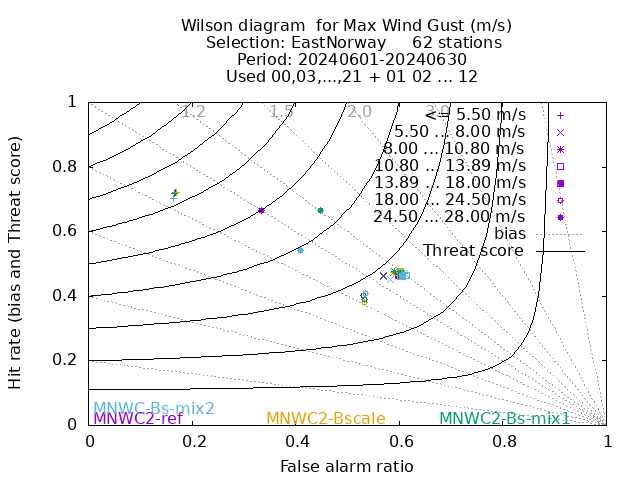 Wilson diagram  for Max Wind Gust (m/s)
Selection: EastNorway     62 stations
Period: 20240601-20240630
Used 00,03,...,21 + 01 02 ... 12
Hit rate (bias and Threat score)
1
0.8
0.6
0.4
0.2
0
1.2 1.5 2.0 3.0
<= 5.50 m/s
5.50 ... 8.00 m/s
8.00 ... 10.80 m/s
10.80 ... 13.89 m/s
13.89 ... 18.00 m/s
18.00 ... 24.50 m/s
24.50 ... 28.00 m/s
bias
Threat score
MNWC-Bs-mix2
MNWC2-ref MNWC2-Bscale MNWC2-Bs-mix1
0 0.2 0.4 0.6 0.8 1
False alarm ratio